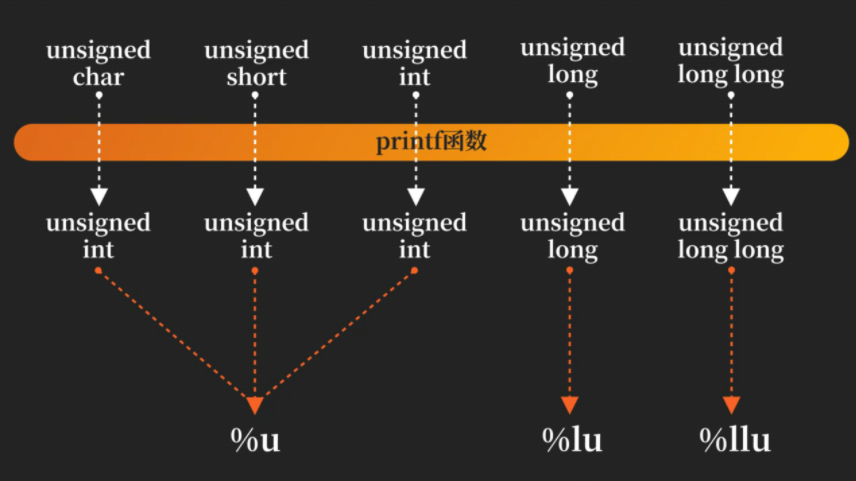 unsigned
char
unsigned
short
unsigned
int
unsigned
long
unsigned
long long
printf函数
unsigned
int
unsigned
int
unsigned
int
unsigned
long
unsigned
long long
%u
%lu
%llu